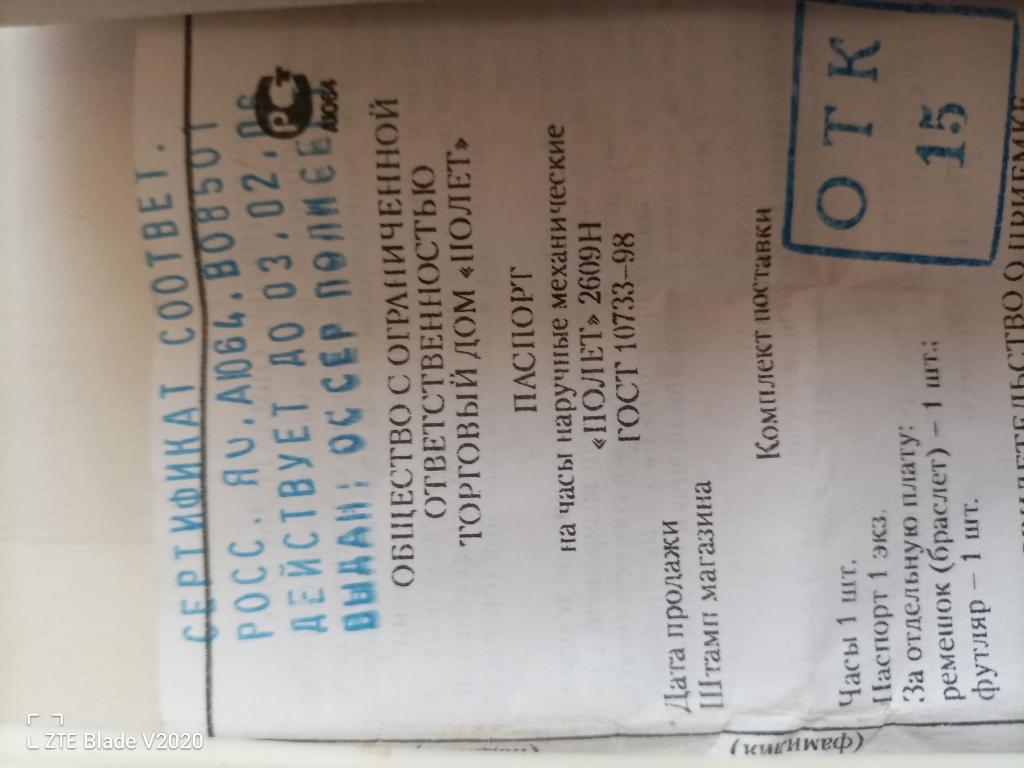 СЕРТИФИКАТ СООТВЕТ.
РОСС.RU.АЮ64.В08501
ДЕЙСТВУЕТ ДО 03.02.06
ВЫДАН: ОССЕР
РСТ
АЮ64
ОБЩЕСТВО С ОГРАНИЧЕННОЙ
ОТВЕТСТВЕННОСТЬЮ
ТОРГОВЫЙ ДОМ «ПОЛЕТ»
ПАСПОРТ
на часы наручные механические
«ПОЛЕТ» 2609Н
ГОСТ 10733–98
Дата продажи
Штамп магазина
Комплект поставки
Часы 1 шт.
Паспорт 1 экз.
За отдельную плату:
ремешок (браслет) – 1 шт.;
футляр – 1 шт.
ОТК
15
О ПРИЕМКЕ
(фамилия)
ZTE Blade V2020